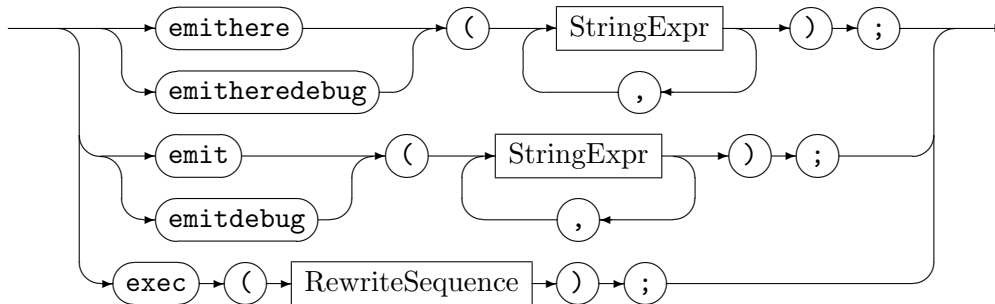 emithere ( StringExpr ) ;
emitheredebug ,
emit ( StringExpr ) ;
emitdebug ,
exec ( RewriteSequence ) ;